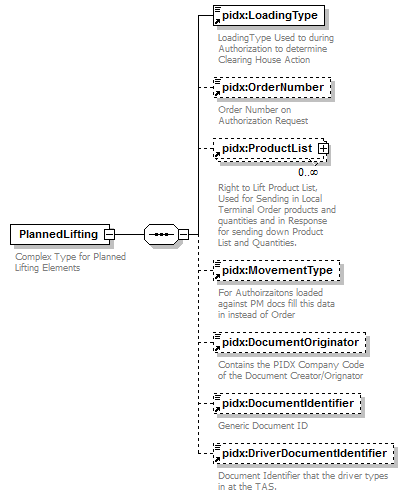 pidx:LoadingType
LoadingType Used to during
Authorization to determine
Clearing House Action
pidx:OrderNumber
Order Number on
Authorization Request
pidx:ProductList
0..∞
Right to Lift Product List,
Used for Sending in Local
Terminal Order products and
quantities and in Response
for sending down Product
List and Quantities.
PlannedLifting
Complex Type for Planned
Lifting Elements
pidx:MovementType
For Authorzaitons loaded
against PM docs fill this data
in instead of Order
pidx:DocumentOriginator
Contains the PIDX Company Code
of the Document Creator/Orignator
pidx:DocumentIdentifier
Generic Document ID
pidx:DriverDocumentIdentifier
Document Identifier that the driver types
in at the TAS.